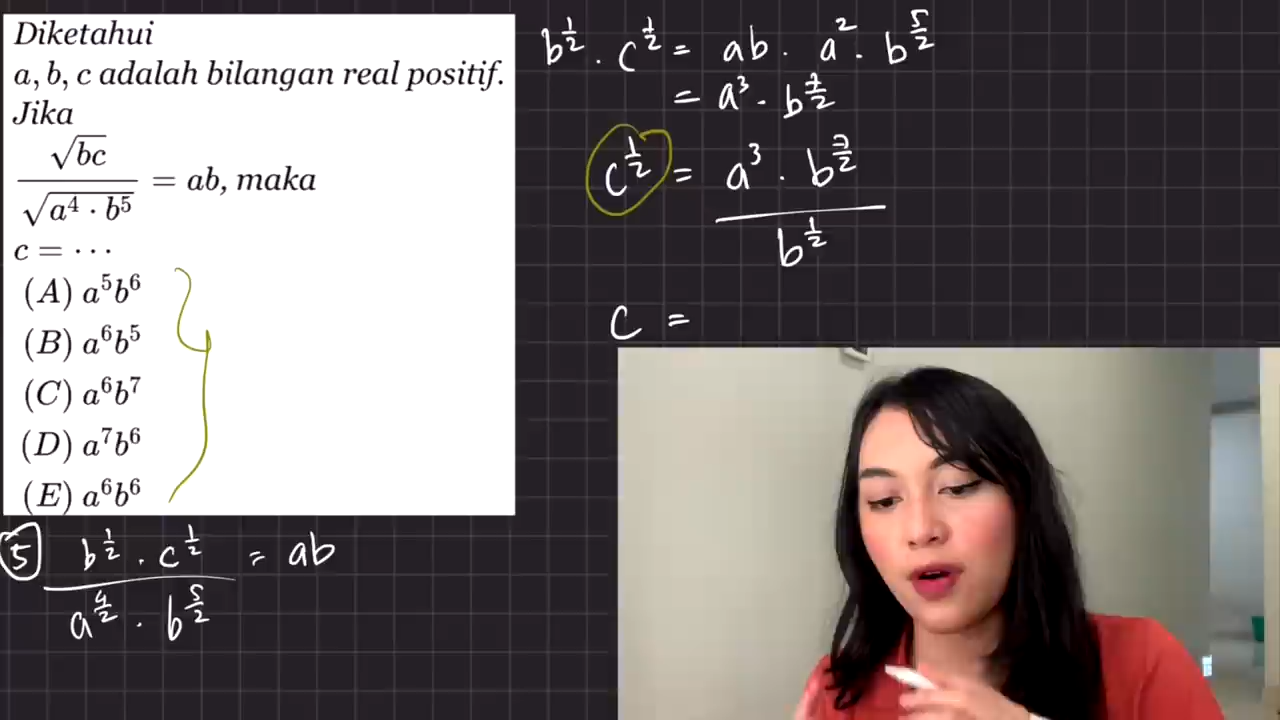 Diketahui
a, b, c adalah bilangan real positif.
Jika
√bc / √a⁴ · b⁵ = ab, maka
c = ⋯
(A) a⁵b⁶
(B) a⁶b⁵
(C) a⁶b⁷
(D) a⁷b⁶
(E) a⁶b⁶
5
b^1/2 · c^1/2 = ab
a^4/2 · b^5/2
b^1/2 · c^1/2 = ab · a² · b^5/2
= a³ · b^7/2
c^1/2 = a³ · b^7/2
b^1/2
c =